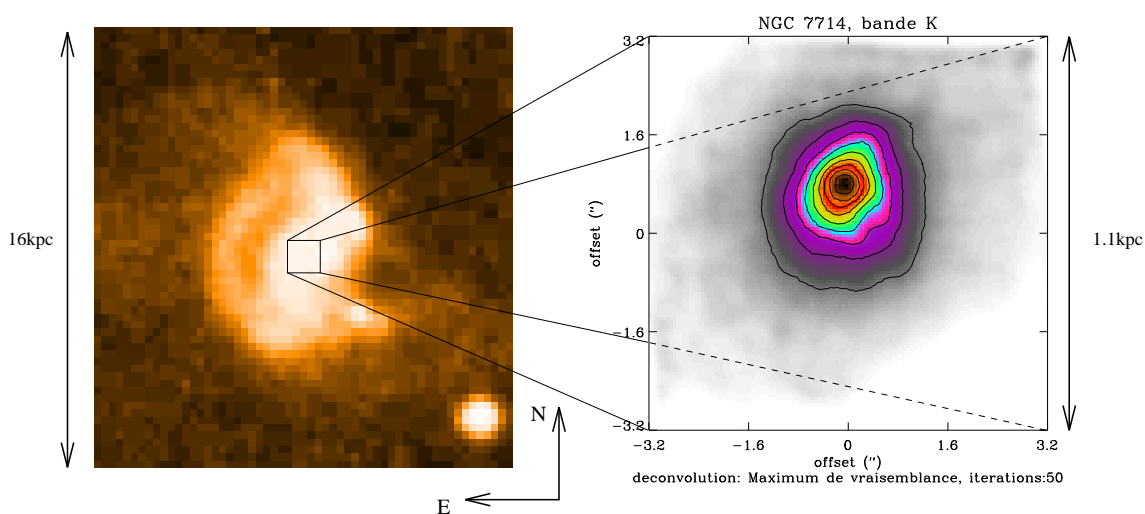 NGC 7714, bande K
16kpc
3.2
1.6
0
−1.6
−3.2
offset (")
−3.2
−1.6
0
1.6
3.2
offset (")
deconvolution: Maximum de vraisemblance, iterations:50
1.1kpc
N
E